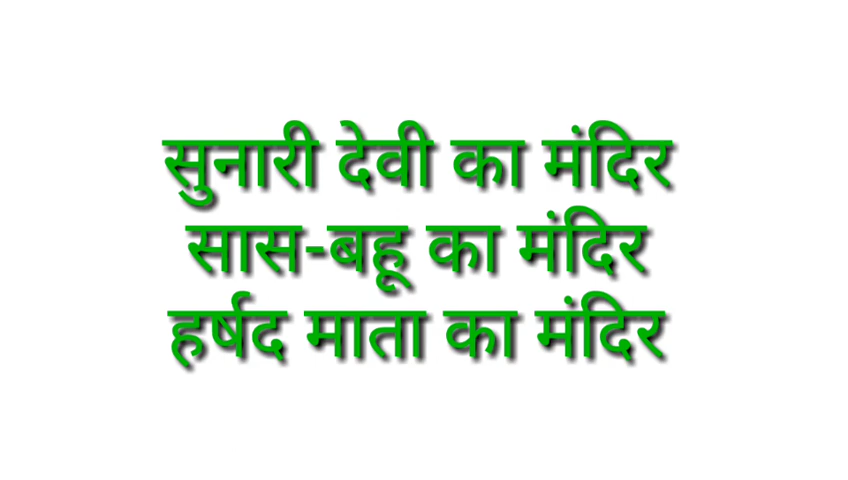 सुनारी देवी का मंदिर
सास-बहू का मंदिर
हर्षद माता का मंदिर